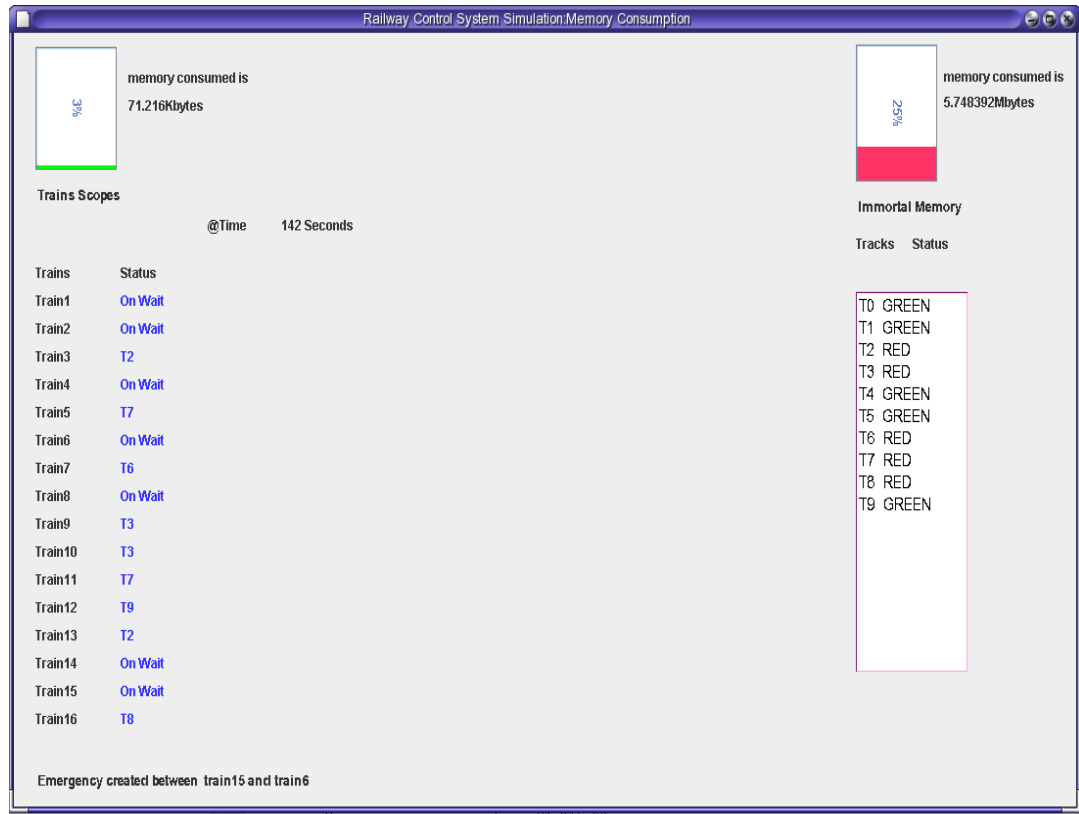 Railway Control System Simulation:Memory Consumption
3%
memory consumed is
71.216Kbytes
Trains Scopes
@Time 142 Seconds
25%
memory consumed is
5.748392Mbytes
Immortal Memory
Tracks Status
Trains Status
Train1 On Wait
Train2 On Wait
Train3 T2
Train4 On Wait
Train5 T7
Train6 On Wait
Train7 T6
Train8 On Wait
Train9 T3
Train10 T3
Train11 T7
Train12 T9
Train13 T2
Train14 On Wait
Train15 On Wait
Train16 T8
T0 GREEN
T1 GREEN
T2 RED
T3 RED
T4 GREEN
T5 GREEN
T6 RED
T7 RED
T8 RED
T9 GREEN
Emergency created between train15 and train6